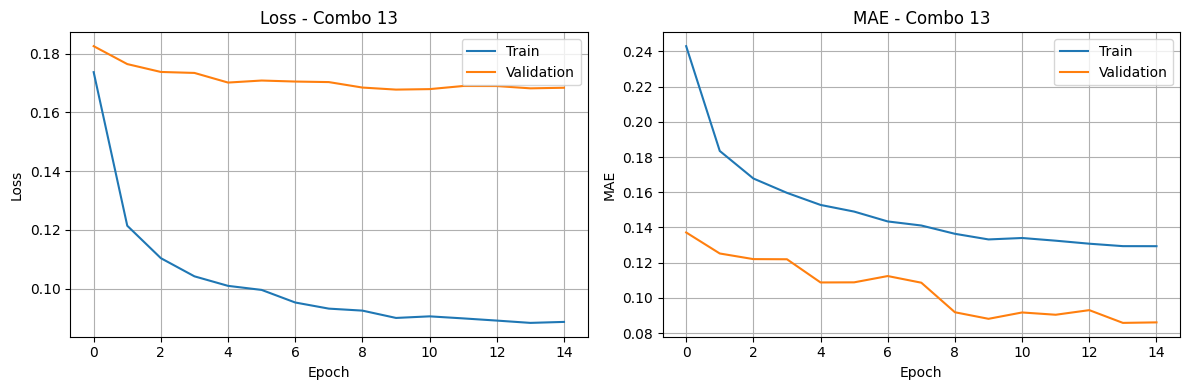 Loss - Combo 13
Train
Validation
0.18
0.16
0.14
0.12
0.10
Loss
0 2 4 6 8 10 12 14
Epoch
MAE - Combo 13
Train
Validation
0.24
0.22
0.20
0.18
0.16
0.14
0.12
0.10
0.08
MAE
0 2 4 6 8 10 12 14
Epoch